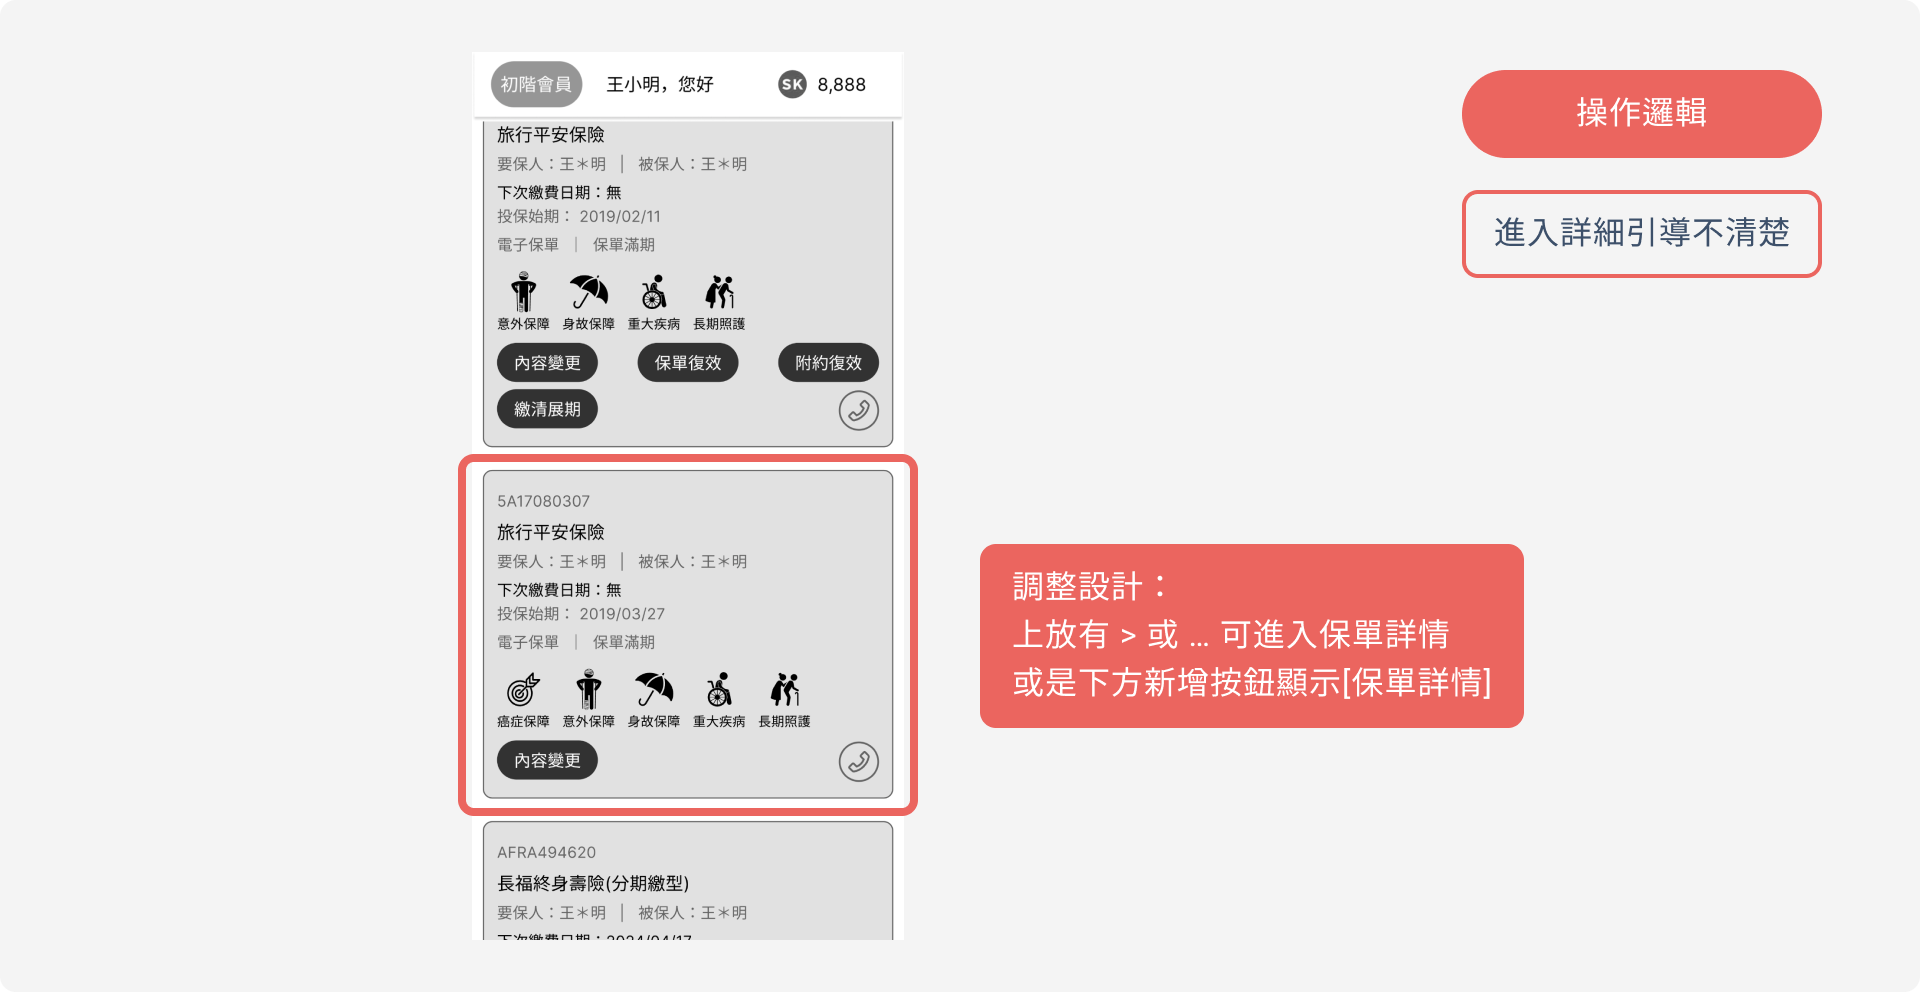 初階會員 王小明，您好 SK 8,888
旅行平安保險
要保人：王＊明 | 被保人：王＊明
下次繳費日期：無
投保始期： 2019/02/11
電子保單 | 保單滿期
意外保障 身故保障 重大疾病 長期照護
內容變更 保單復效 附約復效
繳清展期
5A17080307
旅行平安保險
要保人：王＊明 | 被保人：王＊明
下次繳費日期：無
投保始期： 2019/03/27
電子保單 | 保單滿期
癌症保障 意外保障 身故保障 重大疾病 長期照護
內容變更
AFRA494620
長福終身壽險(分期繳型)
要保人：王＊明 | 被保人：王＊明
下次繳費日期：2024/04/17
操作邏輯
進入詳細引導不清楚
調整設計：
上放有 > 或 ... 可進入保單詳情
或是下方新增按鈕顯示[保單詳情]